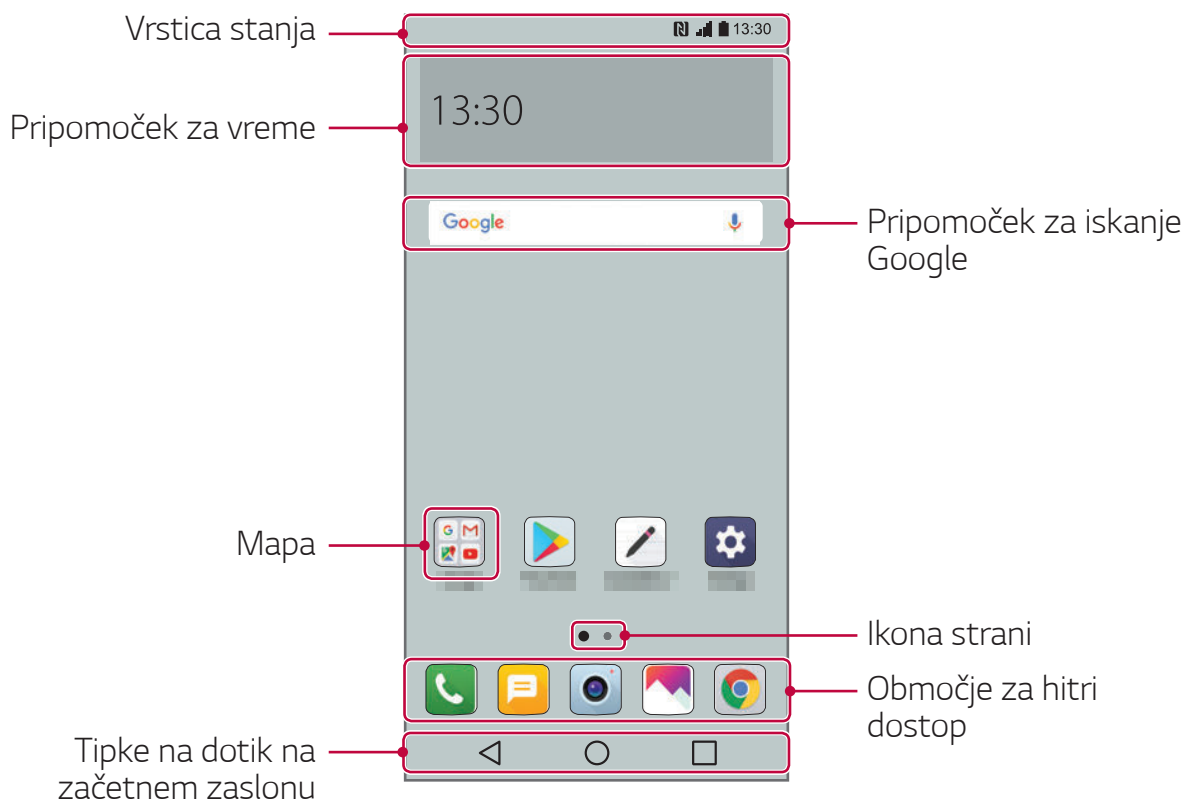 Vrstica stanja
13:30
Pripomoček za vreme
13:30
Google
Pripomoček za iskanje
Google
Mapa
Ikona strani
Območje za hitri
dostop
Tipke na dotik na
začetnem zaslonu